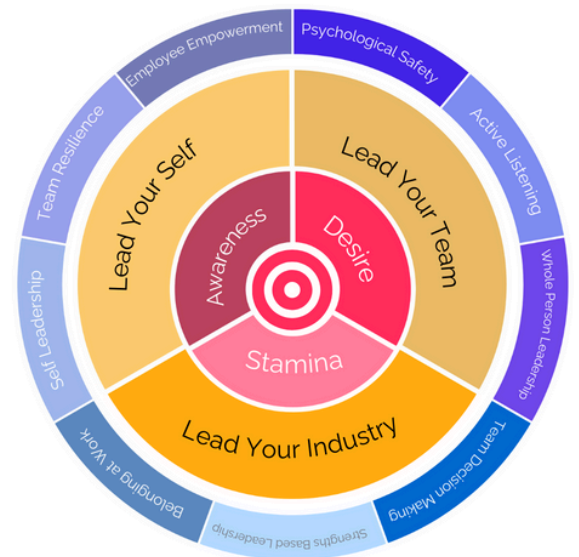 Psychological Safety
Active Listening
Whole Person Leadership
Team Decision Making
Strengths Based Leadership
Belonging at Work
Self Leadership
Team Resilience
Employee Empowerment
Lead Your Self
Lead Your Team
Lead Your Industry
Awareness
Desire
Stamina